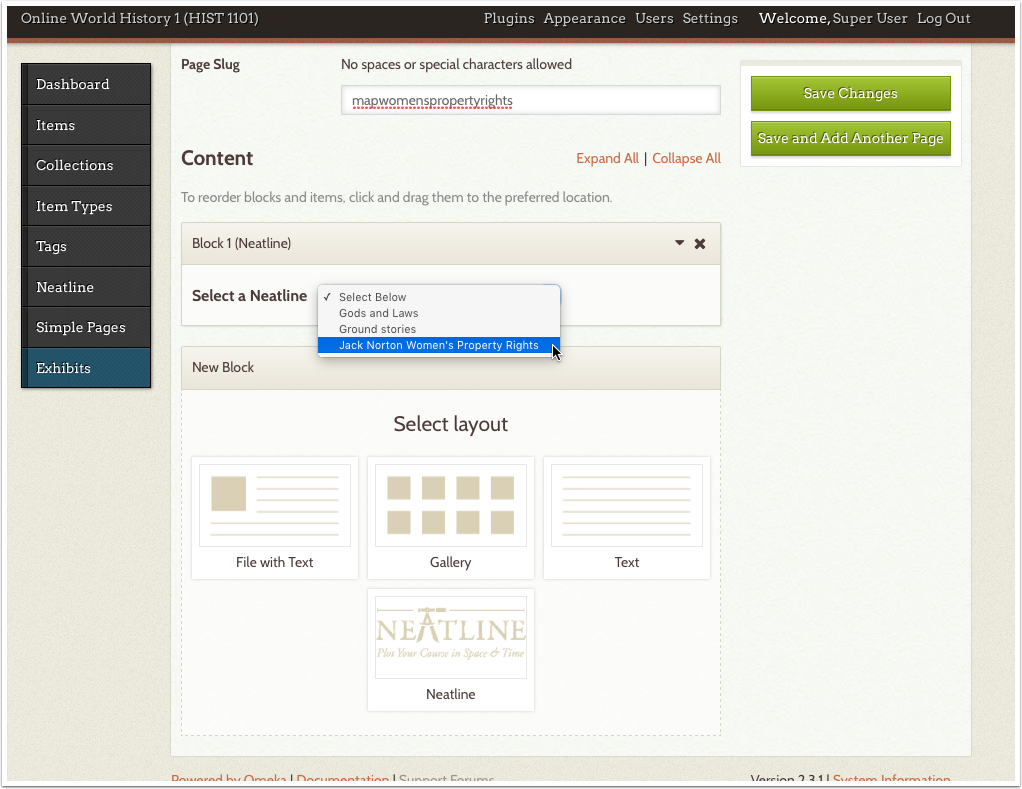 Online World History 1 (HIST 1101)
Plugins Appearance Users Settings Welcome, Super User Log Out
Dashboard
Items
Collections
Item Types
Tags
Neatline
Simple Pages
Exhibits
Page Slug
No spaces or special characters allowed
mapwomenspropertyrights
Save Changes
Save and Add Another Page
Content
Expand All | Collapse All
To reorder blocks and items, click and drag them to the preferred location.
Block 1 (Neatline)
Select a Neatline
✓ Select Below
Gods and Laws
Ground stories
Jack Norton Women's Property Rights
New Block
Select layout
File with Text
Gallery
Text
NEATLINE
Plot Your Course in Space & Time
Neatline
Powered by Omeka | Documentation | Support Forums
Version 2.3.1 | System Information